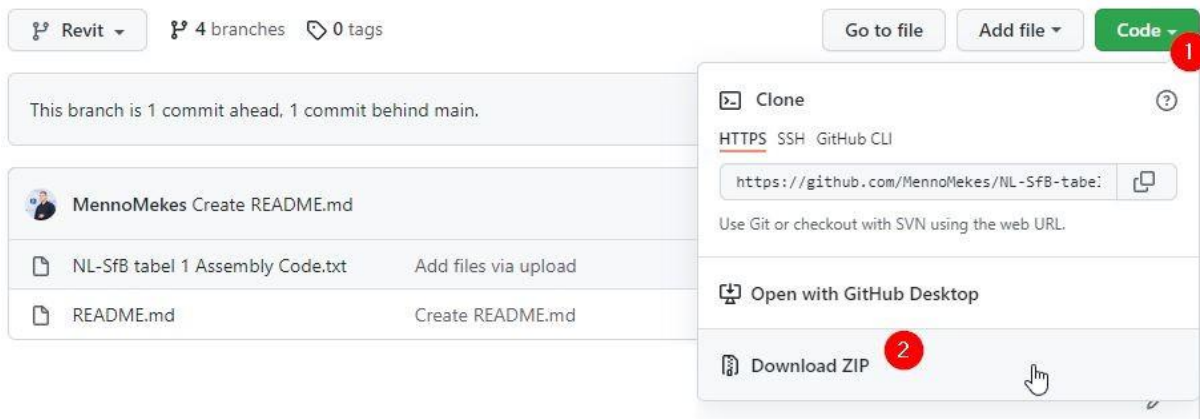 Revit 4 branches 0 tags Go to file Add file Code
1
This branch is 1 commit ahead, 1 commit behind main.
Clone
HTTPS SSH GitHub CLI
https://github.com/MennoMekes/NL-SfB-tabel
Use Git or checkout with SVN using the web URL.
MennoMekes Create README.md
NL-SfB tabel 1 Assembly Code.txt Add files via upload
README.md Create README.md
Open with GitHub Desktop
Download ZIP 2